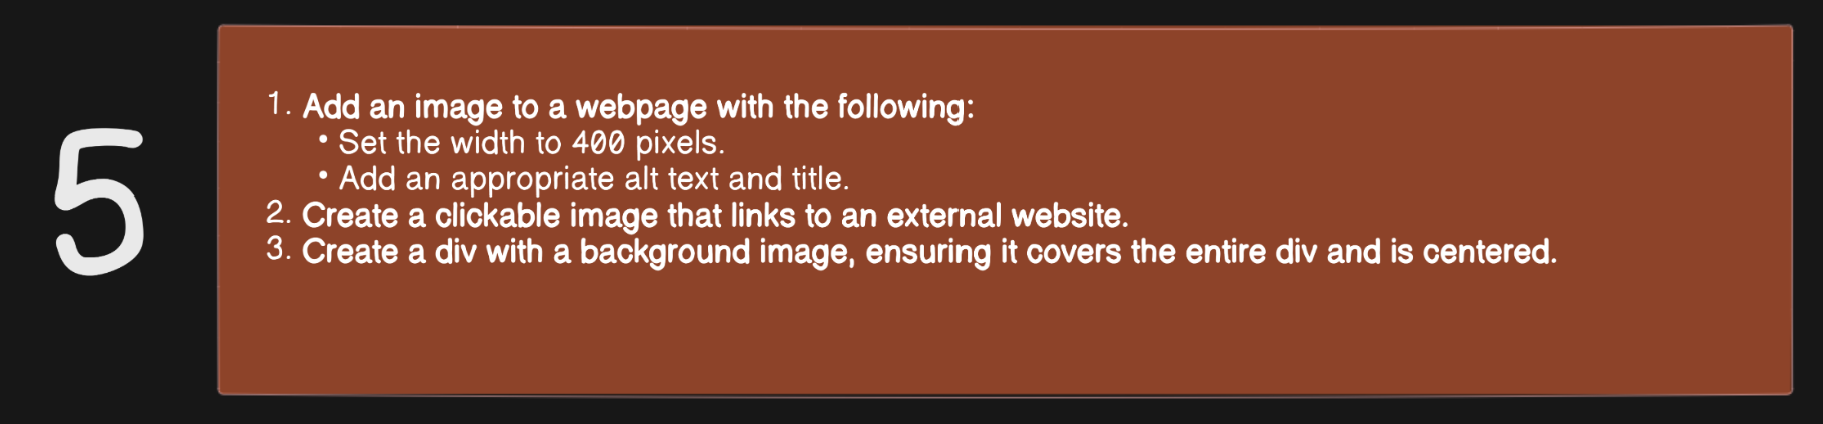 5
1. Add an image to a webpage with the following:
• Set the width to 400 pixels.
• Add an appropriate alt text and title.
2. Create a clickable image that links to an external website.
3. Create a div with a background image, ensuring it covers the entire div and is centered.